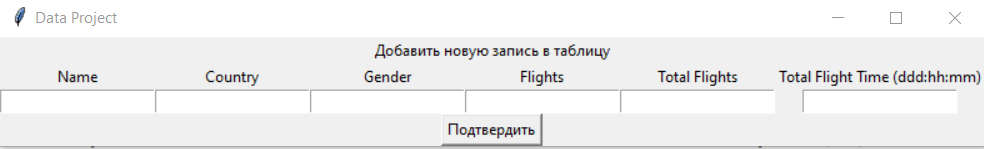 Data Project
Добавить новую запись в таблицу
Name Country Gender Flights Total Flights Total Flight Time (ddd:hh:mm)
Подтвердить